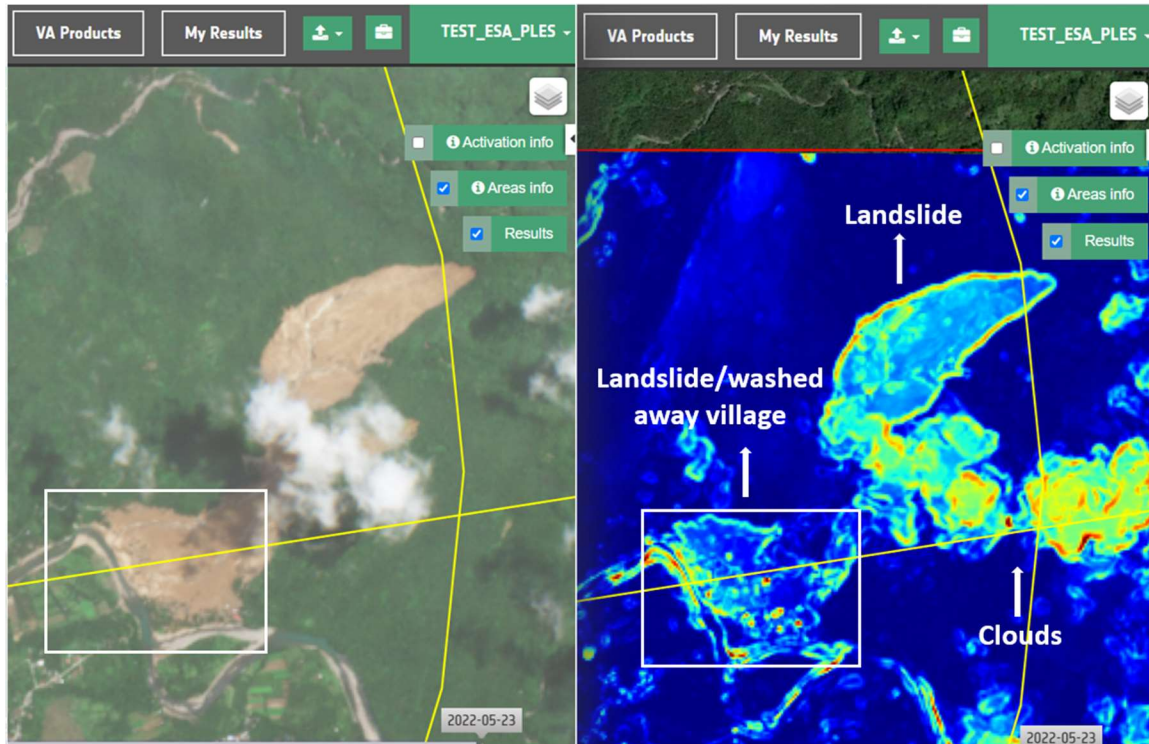 VA Products
My Results
TEST_ESA_PLES
Activation info
Areas info
Results
2022-05-23
VA Products
My Results
TEST_ESA_PLES
Activation info
Areas info
Results
Landslide
Landslide/washed
away village
Clouds
2022-05-23